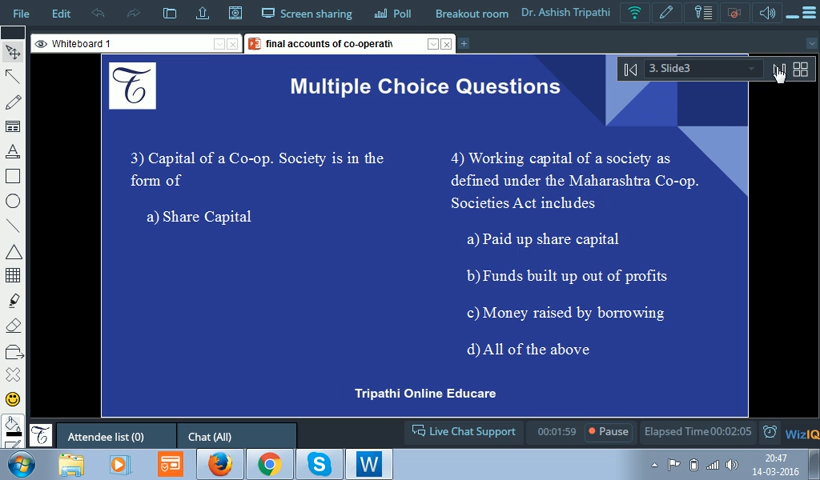 File Edit Screen sharing Poll Breakout room Dr. Ashish Tripathi
Whiteboard 1 final accounts of co-operati
3. Slide3
Multiple Choice Questions
3) Capital of a Co-op. Society is in the
form of
a) Share Capital
4) Working capital of a society as
defined under the Maharashtra Co-op.
Societies Act includes
a) Paid up share capital
b) Funds built up out of profits
c) Money raised by borrowing
d) All of the above
Tripathi Online Educare
Attendee list (0) Chat (All) Live Chat Support 00:01:59 Pause Elapsed Time 00:02:05 WizIQ
20:47
14-03-2016